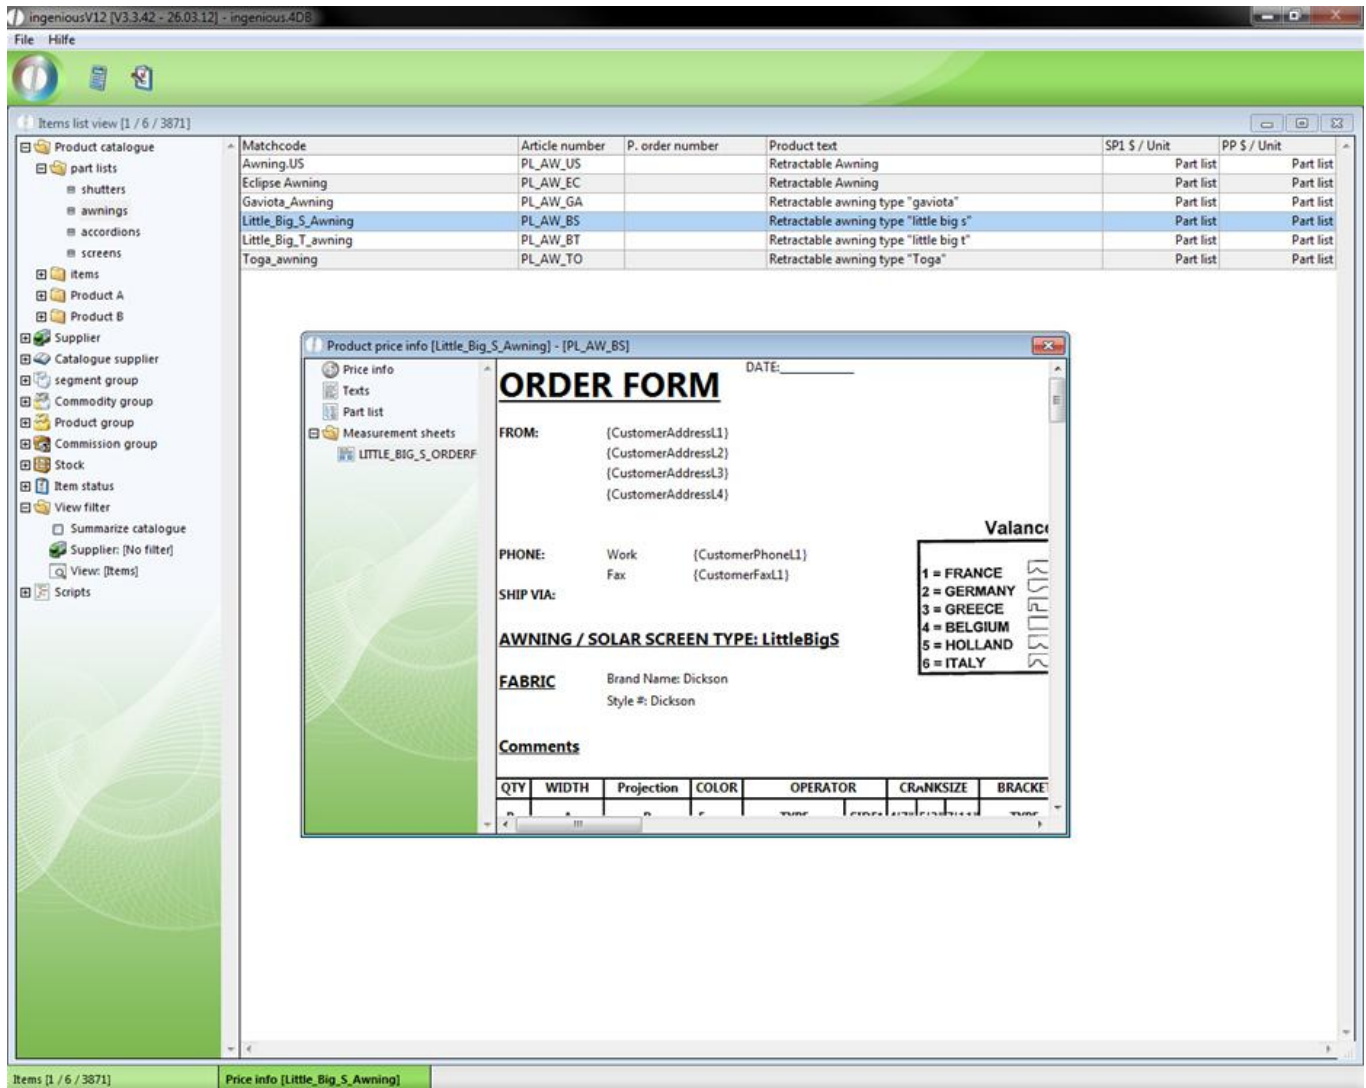 ingeniousV12 [V3.3.42 - 26.03.12] - ingenious.4DB
File Hilfe
Items list view [1 / 6 / 3871]
Product catalogue
part lists
shutters
awnings
accordions
screens
items
Product A
Product B
Supplier
Catalogue supplier
segment group
Commodity group
Product group
Commission group
Stock
Item status
View filter
Summarize catalogue
Supplier: [No filter]
View: [Items]
Scripts
Matchcode Article number P. order number Product text SP1 $ / Unit PP $ / Unit
Awning.US PL_AW_US Retractable Awning Part list Part list
Eclipse Awning PL_AW_EC Retractable Awning Part list Part list
Gaviota_Awning PL_AW_GA Retractable awning type "gaviota" Part list Part list
Little_Big_S_Awning PL_AW_BS Retractable awning type "little big s" Part list Part list
Little_Big_T_awning PL_AW_BT Retractable awning type "little big t" Part list Part list
Toga_awning PL_AW_TO Retractable awning type "Toga" Part list Part list
Product price info [Little_Big_S_Awning] - [PL_AW_BS]
Price info
Texts
Part list
Measurement sheets
LITTLE_BIG_S_ORDERF
DATE:
ORDER FORM
FROM: {CustomerAddressL1}
{CustomerAddressL2}
{CustomerAddressL3}
{CustomerAddressL4}
Valance
PHONE: Work {CustomerPhoneL1}
Fax {CustomerFaxL1}
SHIP VIA:
1 = FRANCE
2 = GERMANY
3 = GREECE
4 = BELGIUM
5 = HOLLAND
6 = ITALY
AWNING / SOLAR SCREEN TYPE: LittleBigS
FABRIC Brand Name: Dickson
Style #: Dickson
Comments
QTY WIDTH Projection COLOR OPERATOR CRANKSIZE BRACKET
Items [1 / 6 / 3871] Price info [Little_Big_S_Awning]